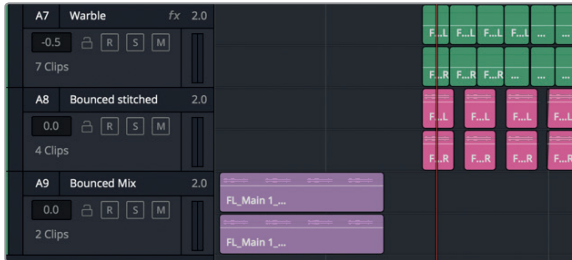 A7 Warble fx 2.0
-0.5 R S M
7 Clips
F...L F...L F...L F...L ... ...
F...R F...R F...R ... ... ...
A8 Bounced stitched 2.0
0.0 R S M
4 Clips
F...L F...L F...L F...L
F...R F...R F...R F...R
A9 Bounced Mix 2.0
0.0 R S M
2 Clips
FL_Main 1_...
FL_Main 1_...